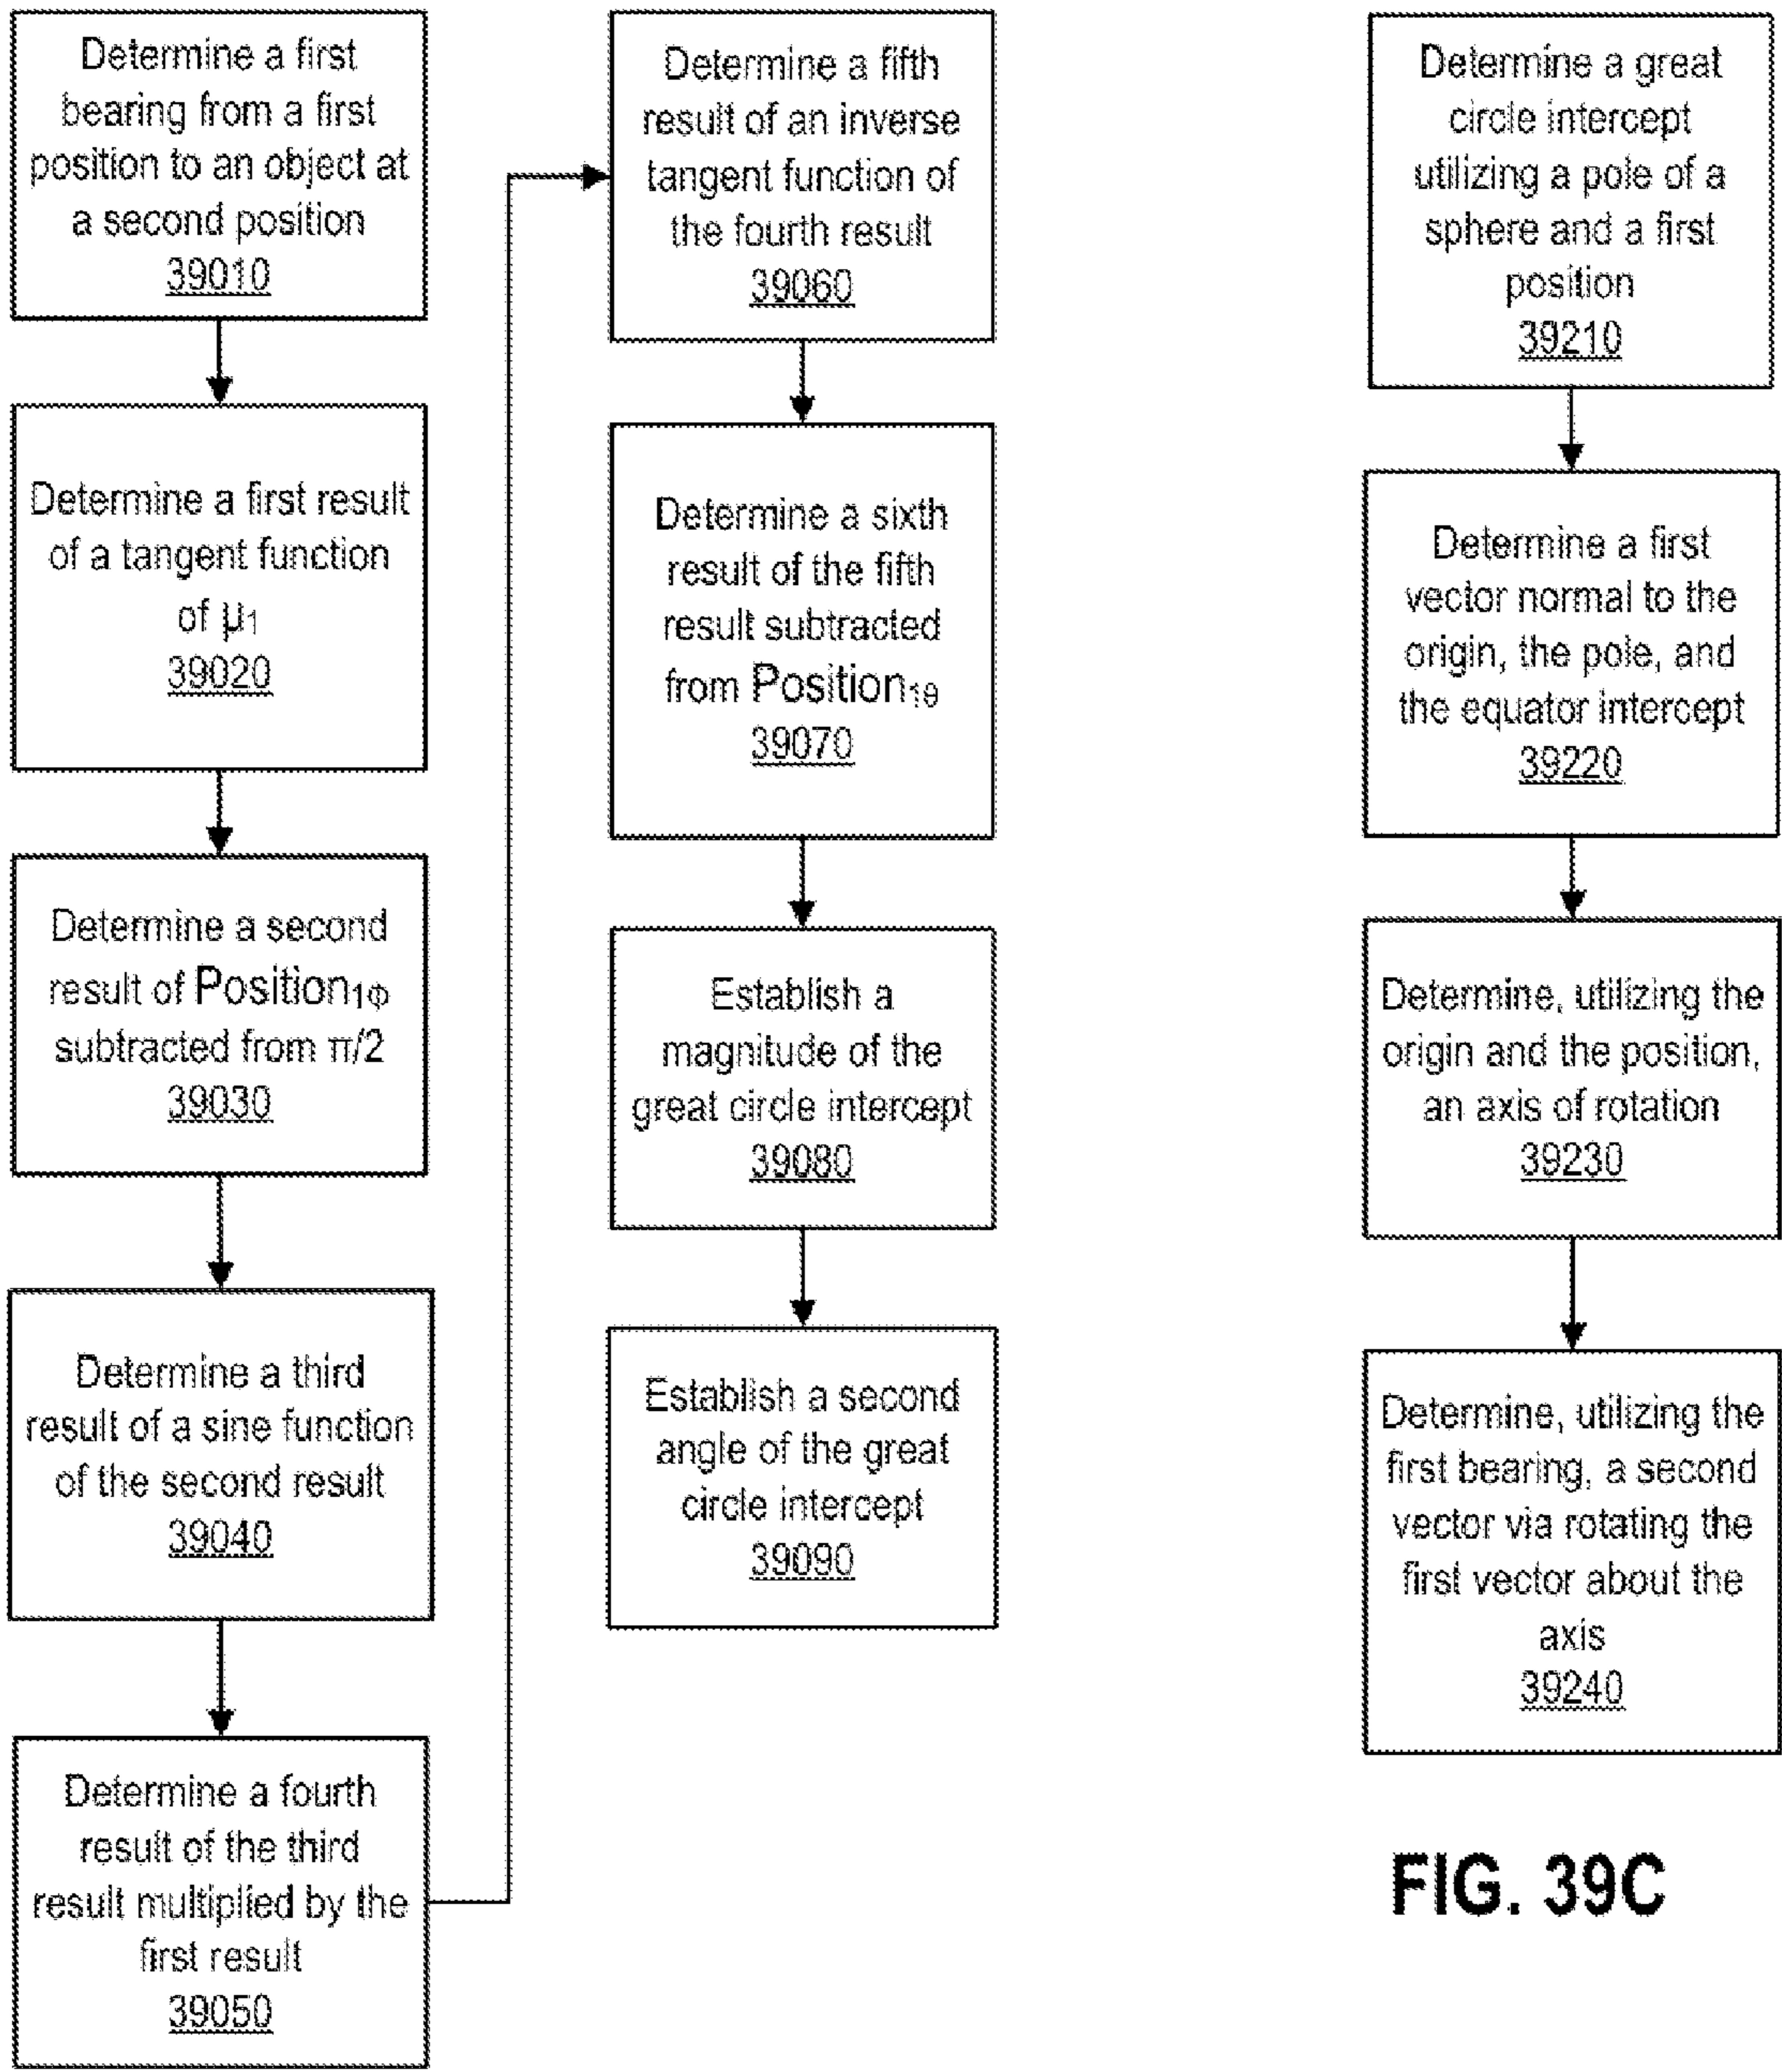 Determine a first
bearing from a first
position to an object at
a second position
39010
Determine a first result
of a tangent function
of μ₁
39020
Determine a second
result of Position₁ϕ
subtracted from π/2
39030
Determine a third
result of a sine function
of the second result
39040
Determine a fourth
result of the third
result multiplied by the
first result
39050
Determine a fifth
result of an inverse
tangent function of
the fourth result
39060
Determine a sixth
result of the fifth
result subtracted
from Position₁θ
39070
Establish a
magnitude of the
great circle intercept
39080
Establish a second
angle of the great
circle intercept
39090
Determine a great
circle intercept
utilizing a pole of a
sphere and a first
position
39210
Determine a first
vector normal to the
origin, the pole, and
the equator intercept
39220
Determine, utilizing the
origin and the position,
an axis of rotation
39230
Determine, utilizing the
first bearing, a second
vector via rotating the
first vector about the
axis
39240
FIG. 39C